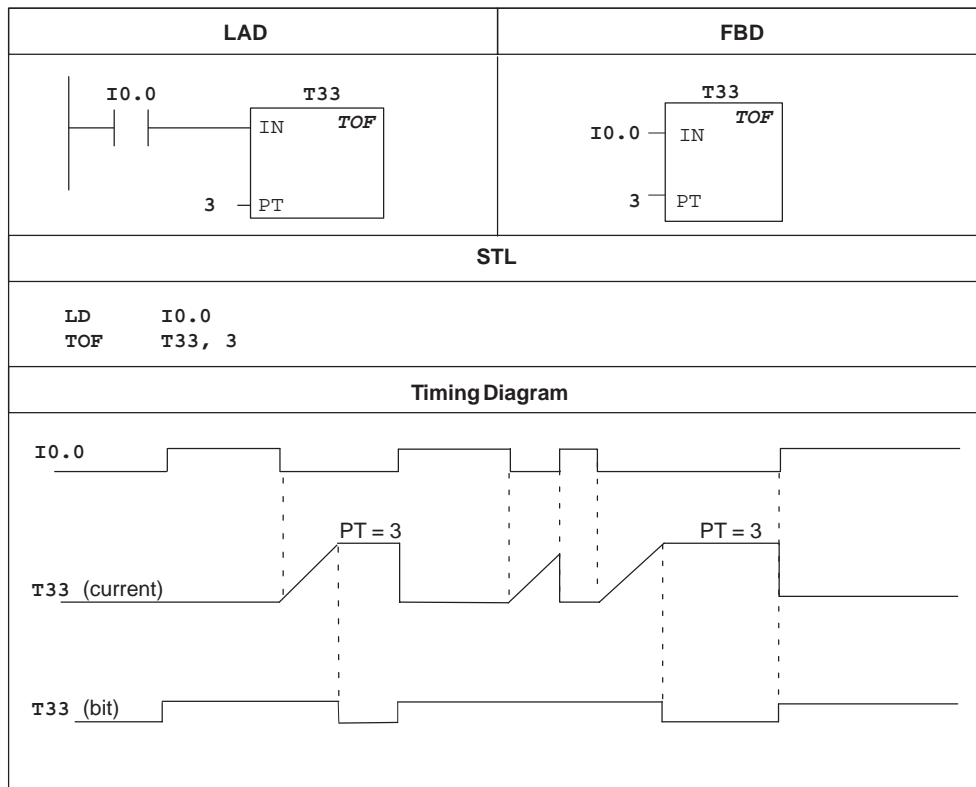 LAD FBD
I0.0 T33 T33
IN TOF TOF
I0.0 IN
3 PT 3 PT
STL
LD I0.0
TOF T33, 3
Timing Diagram
I0.0
PT = 3 PT = 3
T33 (current)
T33 (bit)